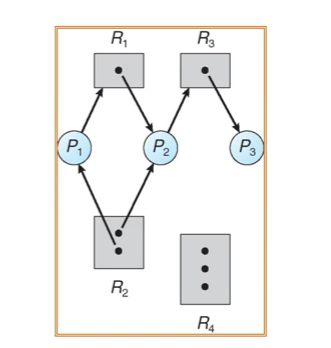 R₁ R₃
P₁ P₂ P₃
R₂
R₄